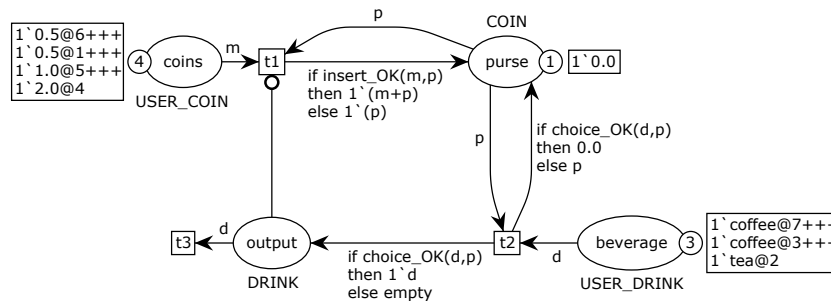 p
COIN
1`0.5@6+++
1`0.5@1+++
1`1.0@5+++
1`2.0@4
4
coins
m
t1
purse
1
1`0.0
USER_COIN
if insert_OK(m,p)
then 1`(m+p)
else 1`(p)
p
if choice_OK(d,p)
then 0.0
else p
t3
d
output
t2
d
beverage
3
1`coffee@7+++
1`coffee@3+++
1`tea@2
DRINK
if choice_OK(d,p)
then 1`d
else empty
USER_DRINK